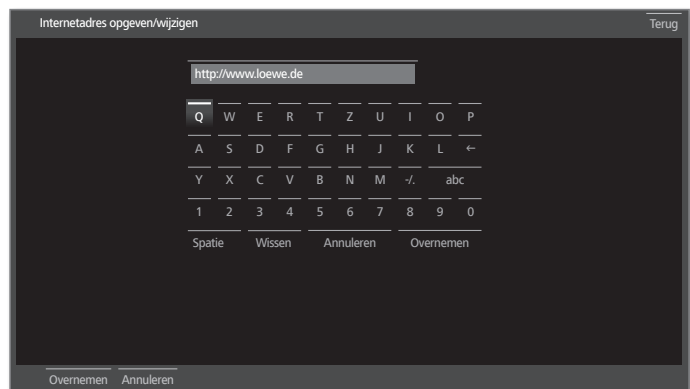 Internetadres opgeven/wijzigen Terug
http://www.loewe.de
Q W E R T Z U I O P
A S D F G H J K L ←
Y X C V B N M -/. abc
1 2 3 4 5 6 7 8 9 0
Spatie Wissen Annuleren Overnemen
Overnemen Annuleren